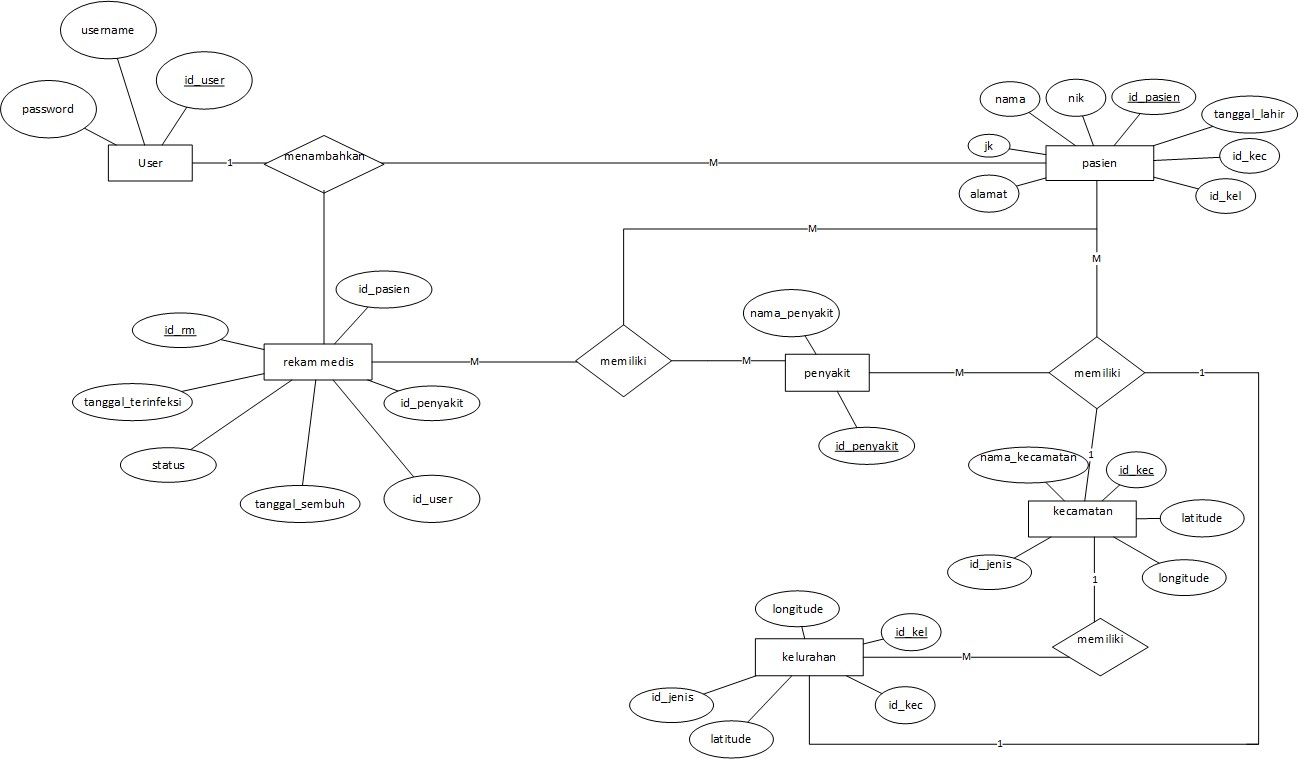 username
id_user
password
User
1
menambahkan
M
nama
nik
id_pasien
tanggal_lahir
jk
pasien
id_kec
alamat
id_kel
M
M
id_pasien
id_rm
nama_penyakit
rekam medis
M
memiliki
M
penyakit
M
memiliki
1
tanggal_terinfeksi
id_penyakit
status
id_penyakit
nama_kecamatan
1
id_kec
tanggal_sembuh
id_user
kecamatan
latitude
id_jenis
1
longitude
longitude
id_kel
memiliki
kelurahan
M
id_jenis
id_kec
latitude
1